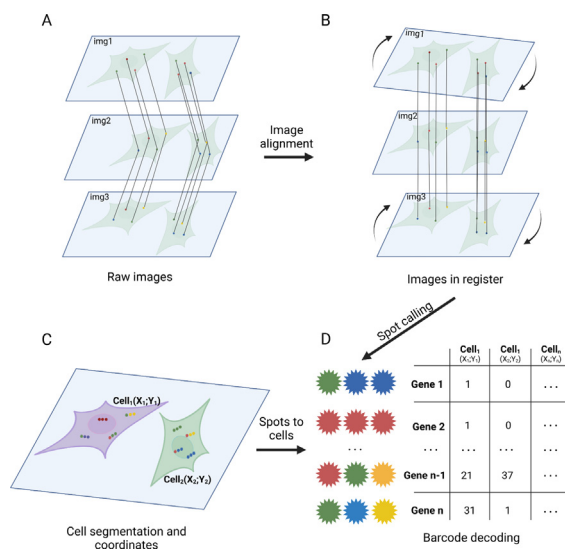 A
B
img1
img2
img3
Raw images
Image
alignment
img1
img2
img3
Images in register
Spot calling
C
Cell₁(X₁;Y₁)
Cell₂(X₂;Y₂)
Cell segmentation and
coordinates
Spots to
cells
D
Cell₁ Cell₁ Cellₙ
(X₁;Y₁) (X₂;Y₂) (Xₙ;Yₙ)
Gene 1 1 0 ...
Gene 2 1 0 ...
... ... ...
Gene n-1 21 37 ...
Gene n 31 1 ...
Barcode decoding